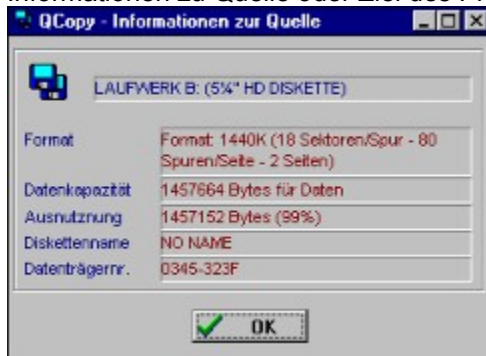 Informationen zu Quelle oder Ziel des
QCopy - Informationen zur Quelle
LAUFWERK B: (5¼" HD DISKETTE)
Format
Format: 1440K (18 Sektoren/Spur - 80
Spuren/Seite - 2 Seiten)
Datenkapazität
1457664 Bytes für Daten
Ausnutznung
1457152 Bytes (99%)
Diskettenname
NO NAME
Datenträgernr.
0345-323F
OK